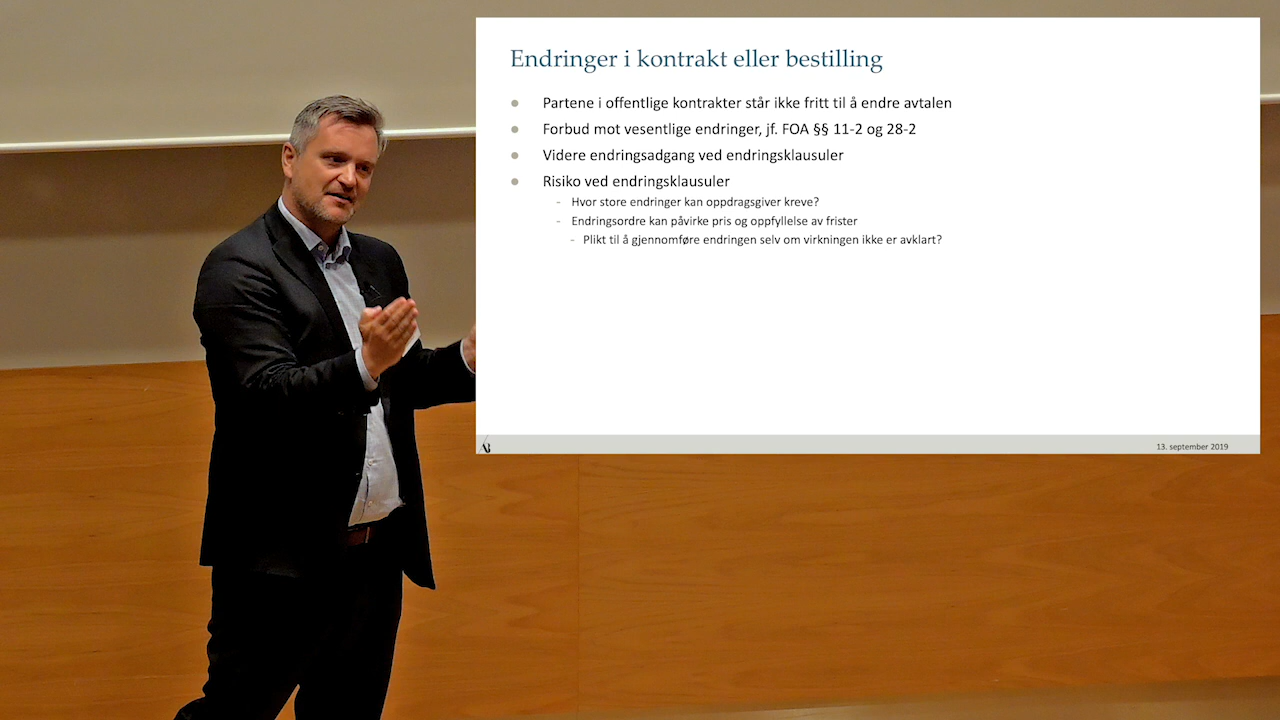 Endringer i kontrakt eller bestilling
Partene i offentlige kontrakter står ikke fritt til å endre avtalen
Forbud mot vesentlige endringer, jf. FOA §§ 11-2 og 28-2
Videre endringsadgang ved endringsklausuler
Risiko ved endringsklausuler
- Hvor store endringer kan oppdragsgiver kreve?
- Endringsordre kan påvirke pris og oppfyllelse av frister
- Plikt til å gjennomføre endringen selv om virkningen ikke er avklart?
13. september 2019